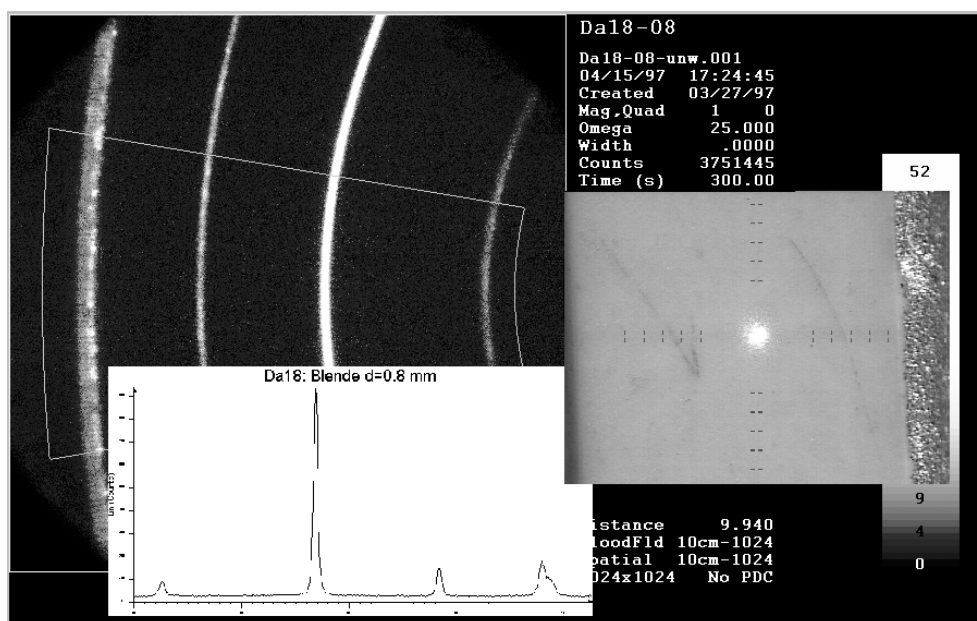 Da18-08
Da18-08-unw.001
04/15/97 17:24:45
Created 03/27/97
Mag,Quad 1 0
Omega 25.000
Width .0000
Counts 3751445
Time (s) 300.00
52
Da18: Blende d=0.8 mm
Lin (Counts)
9
4
0
istance 9.940
loodFld 10cm-1024
patial 10cm-1024
024x1024 No PDC